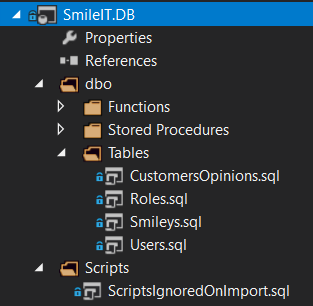 SmileIT.DB
Properties
References
dbo
Functions
Stored Procedures
Tables
CustomersOpinions.sql
Roles.sql
Smileys.sql
Users.sql
Scripts
ScriptsIgnoredOnImport.sql